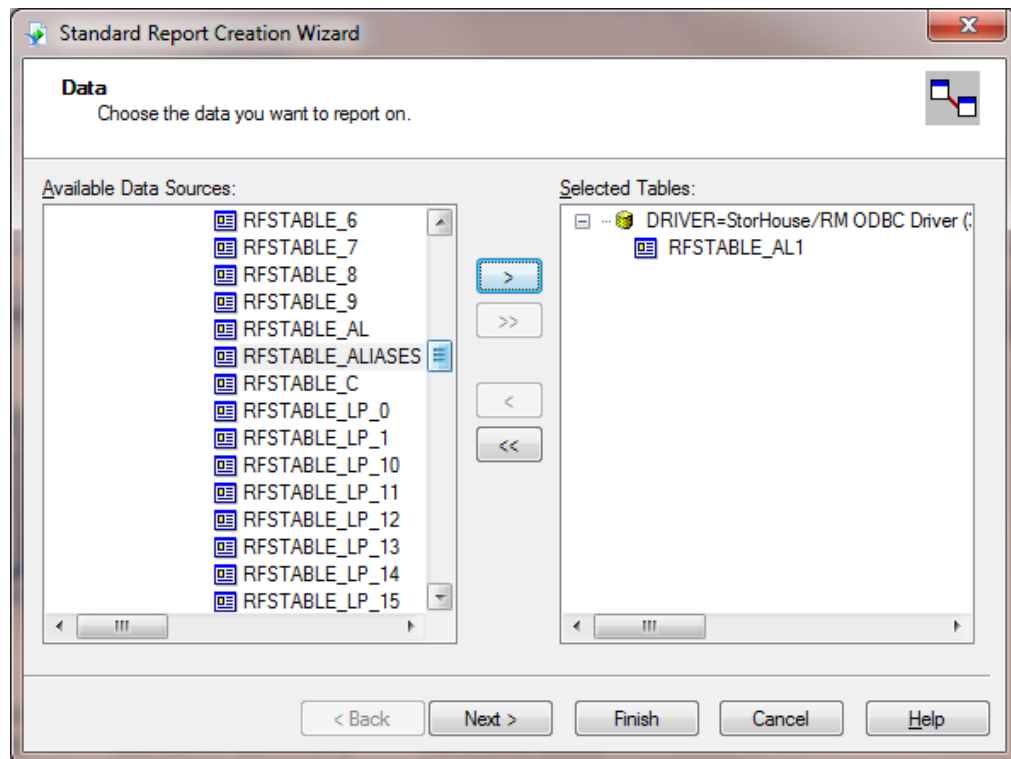 Standard Report Creation Wizard
Data
Choose the data you want to report on.
Available Data Sources:
RFSTABLE_6
RFSTABLE_7
RFSTABLE_8
RFSTABLE_9
RFSTABLE_AL
RFSTABLE_ALIASES
RFSTABLE_C
RFSTABLE_LP_0
RFSTABLE_LP_1
RFSTABLE_LP_10
RFSTABLE_LP_11
RFSTABLE_LP_12
RFSTABLE_LP_13
RFSTABLE_LP_14
RFSTABLE_LP_15
>
>>
<
<<
Selected Tables:
DRIVER=StorHouse/RM ODBC Driver (
RFSTABLE_AL1
< Back
Next >
Finish
Cancel
Help